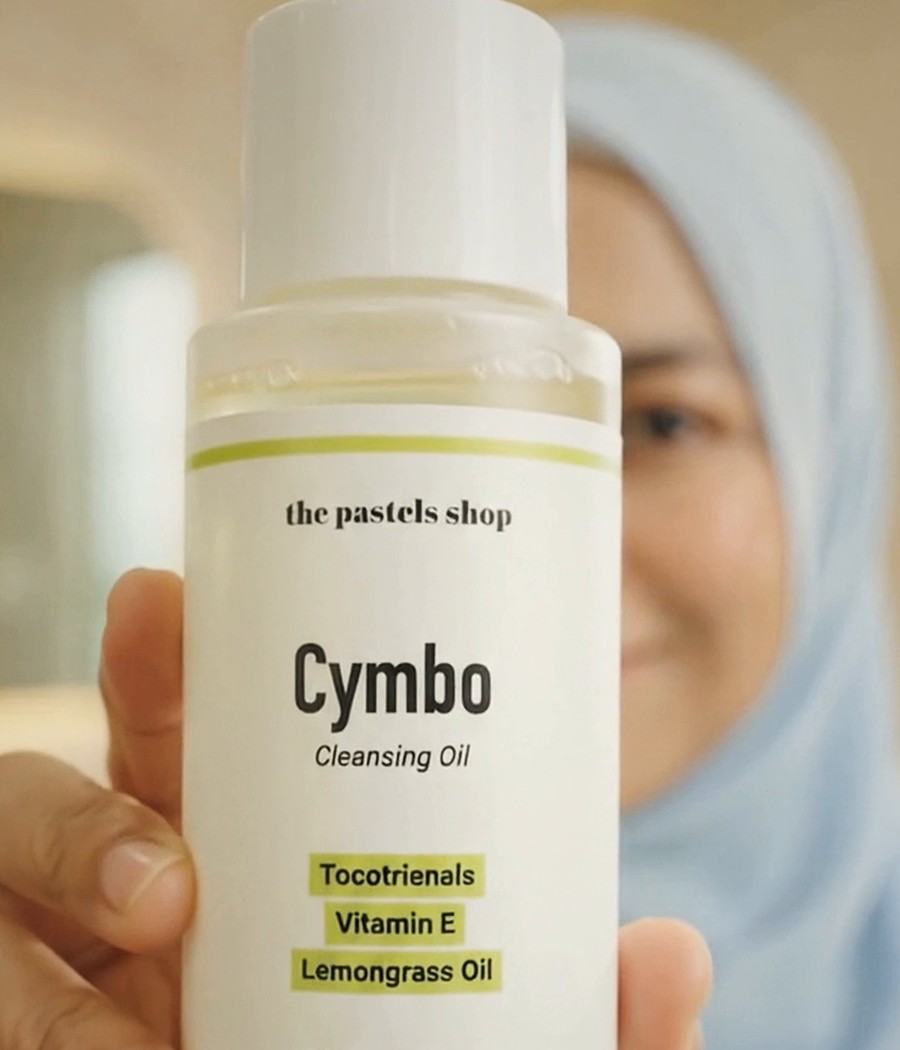 the pastels shop
Cymbo
Cleansing Oil
Tocotrienals
Vitamin E
Lemongrass Oil